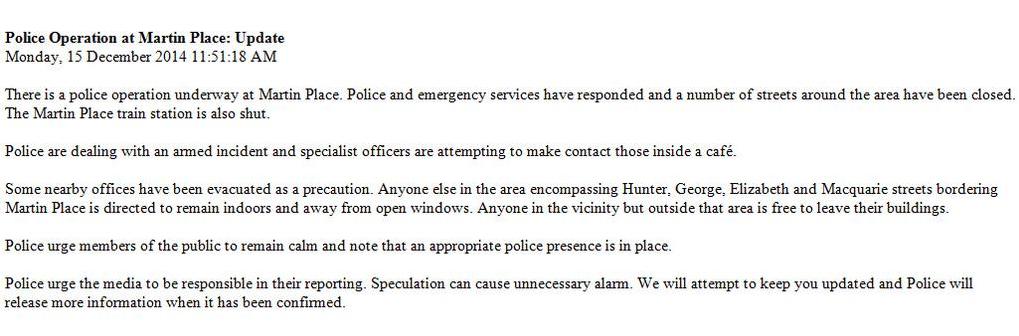 Police Operation at Martin Place: Update
Monday, 15 December 2014 11:51:18 AM
There is a police operation underway at Martin Place. Police and emergency services have responded and a number of streets around the area have been closed.
The Martin Place train station is also shut.
Police are dealing with an armed incident and specialist officers are attempting to make contact those inside a café.
Some nearby offices have been evacuated as a precaution. Anyone else in the area encompassing Hunter, George, Elizabeth and Macquarie streets bordering
Martin Place is directed to remain indoors and away from open windows. Anyone in the vicinity but outside that area is free to leave their buildings.
Police urge members of the public to remain calm and note that an appropriate police presence is in place.
Police urge the media to be responsible in their reporting. Speculation can cause unnecessary alarm. We will attempt to keep you updated and Police will
release more information when it has been confirmed.